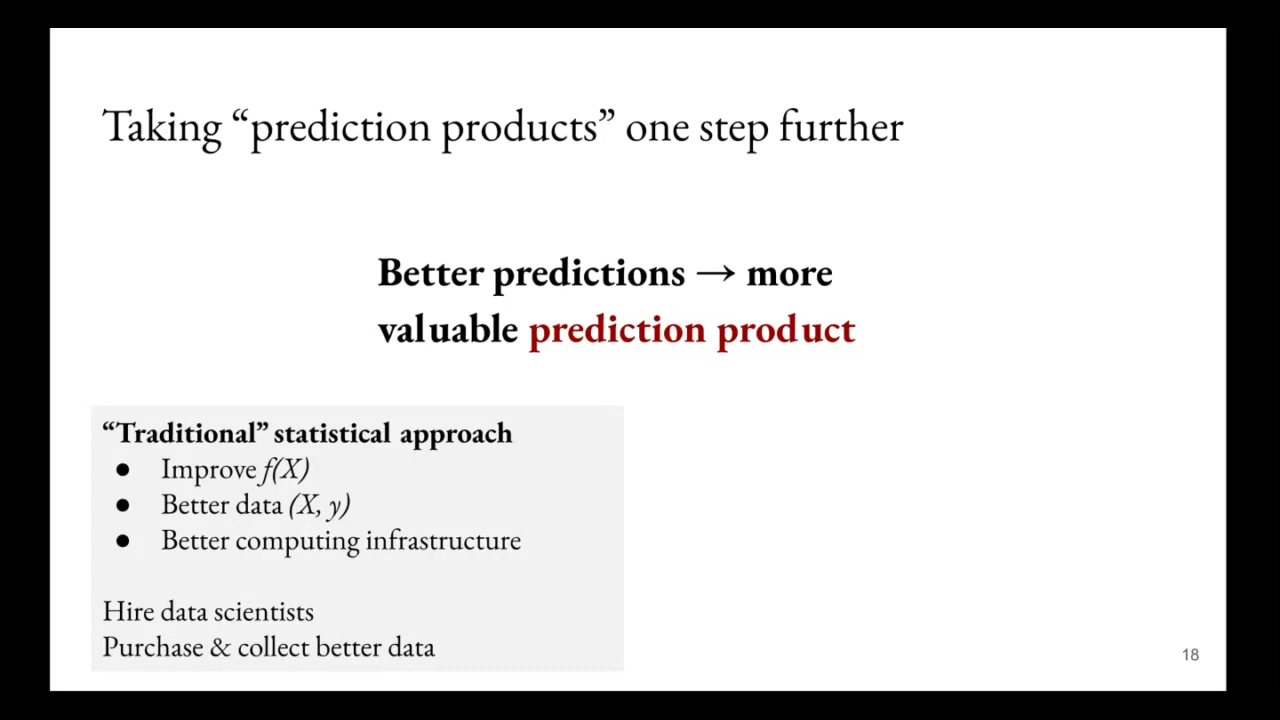 Taking “prediction products” one step further
Better predictions → more
valuable prediction product
“Traditional” statistical approach
● Improve f(X)
● Better data (X, y)
● Better computing infrastructure
Hire data scientists
Purchase & collect better data
18